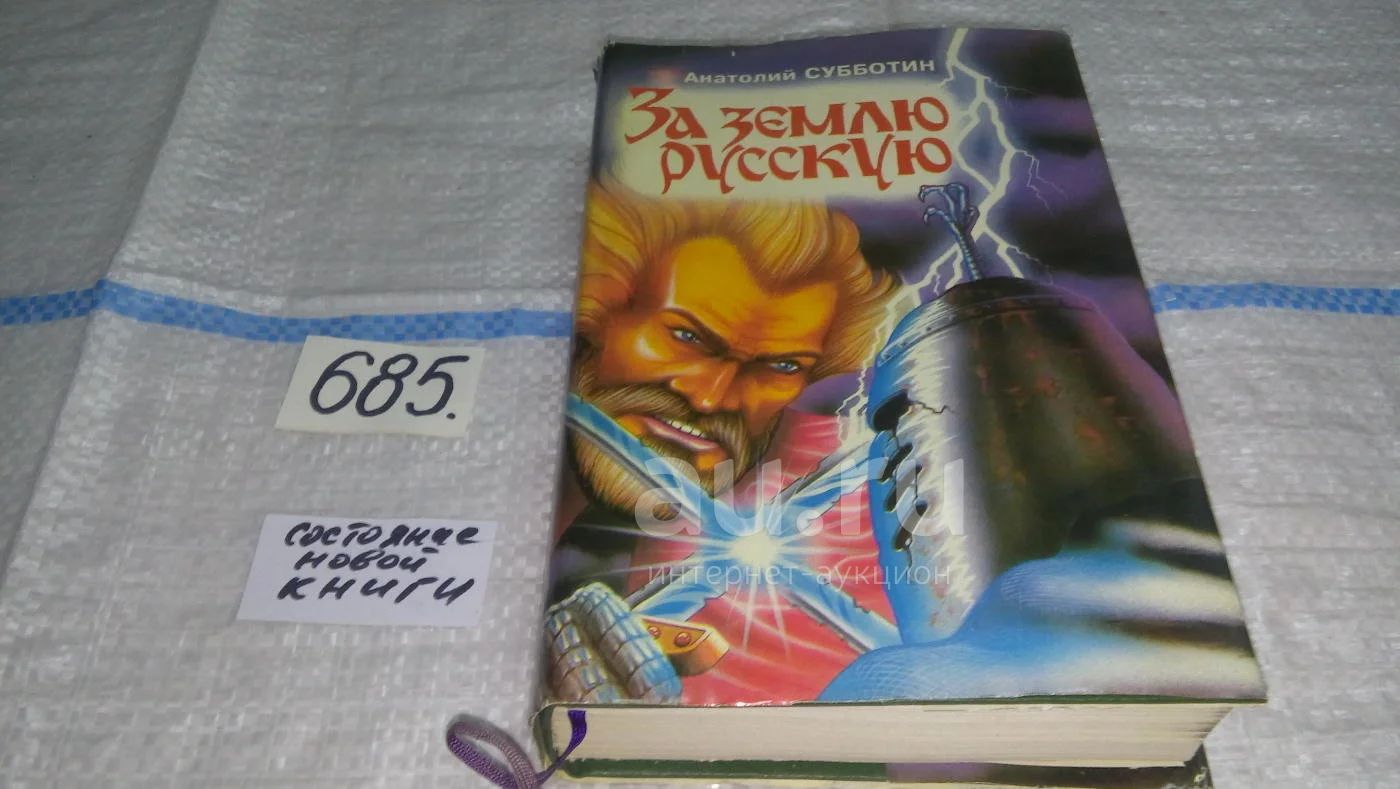 Анатолий СУББОТИН
За землю
русскую
685.
состояние
новой
книги
au.ru
интернет-аукцион